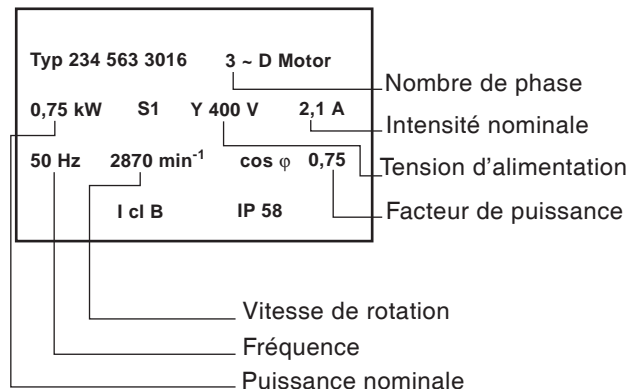 Typ 234 563 3016 3 ~ D Motor
Nombre de phase
0,75 kW S1 Y 400 V 2,1 A
Intensité nominale
50 Hz 2870 min⁻¹ cos φ 0,75
Tension d'alimentation
I cl B IP 58
Facteur de puissance
Vitesse de rotation
Fréquence
Puissance nominale